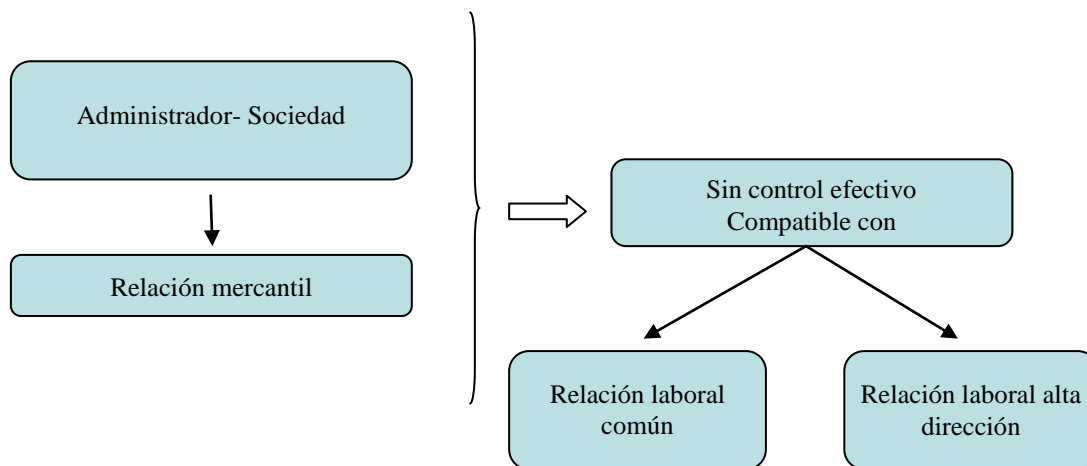 Administrador- Sociedad
Relación mercantil
Sin control efectivo
Compatible con
Relación laboral
común
Relación laboral alta
dirección